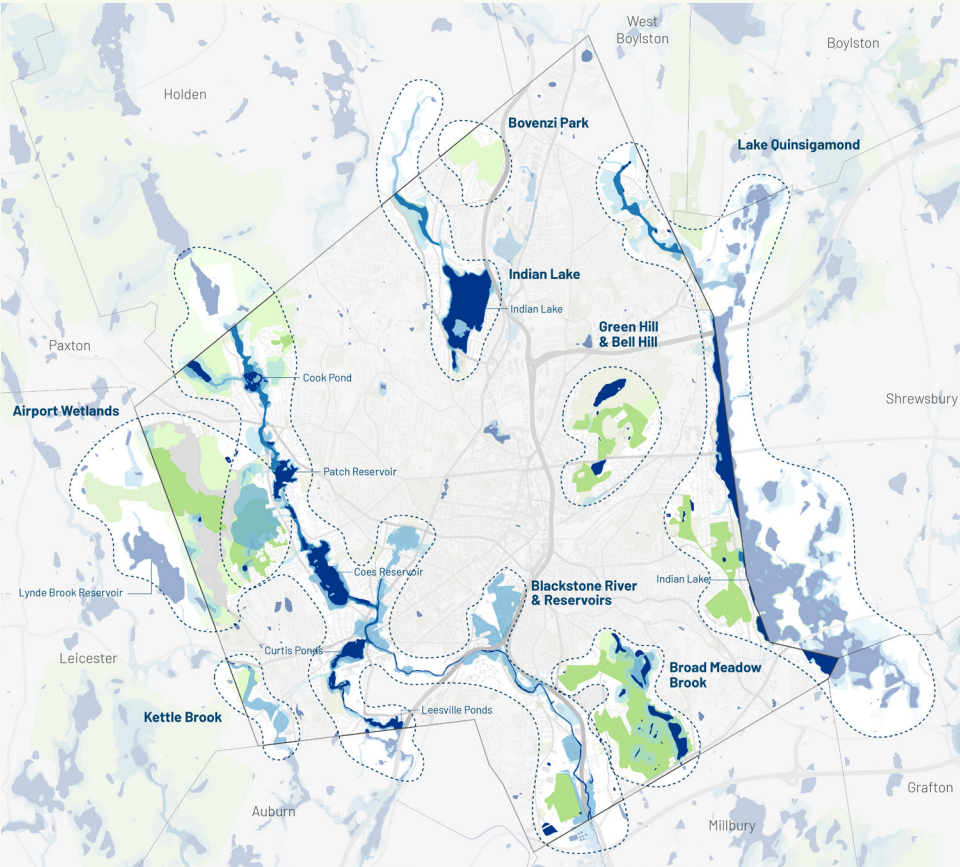 West
Boylston
Boylston
Holden
Bovenzi Park
Lake Quinsigamond
Indian Lake
Indian Lake
Green Hill
& Bell Hill
Paxton
Cook Pond
Shrewsbury
Airport Wetlands
Patch Reservoir
Coes Reservoir
Indian Lake
Blackstone River
& Reservoirs
Lynde Brook Reservoir
Curtis Ponds
Leicester
Broad Meadow
Brook
Kettle Brook
Leesville Ponds
Grafton
Auburn
Millbury